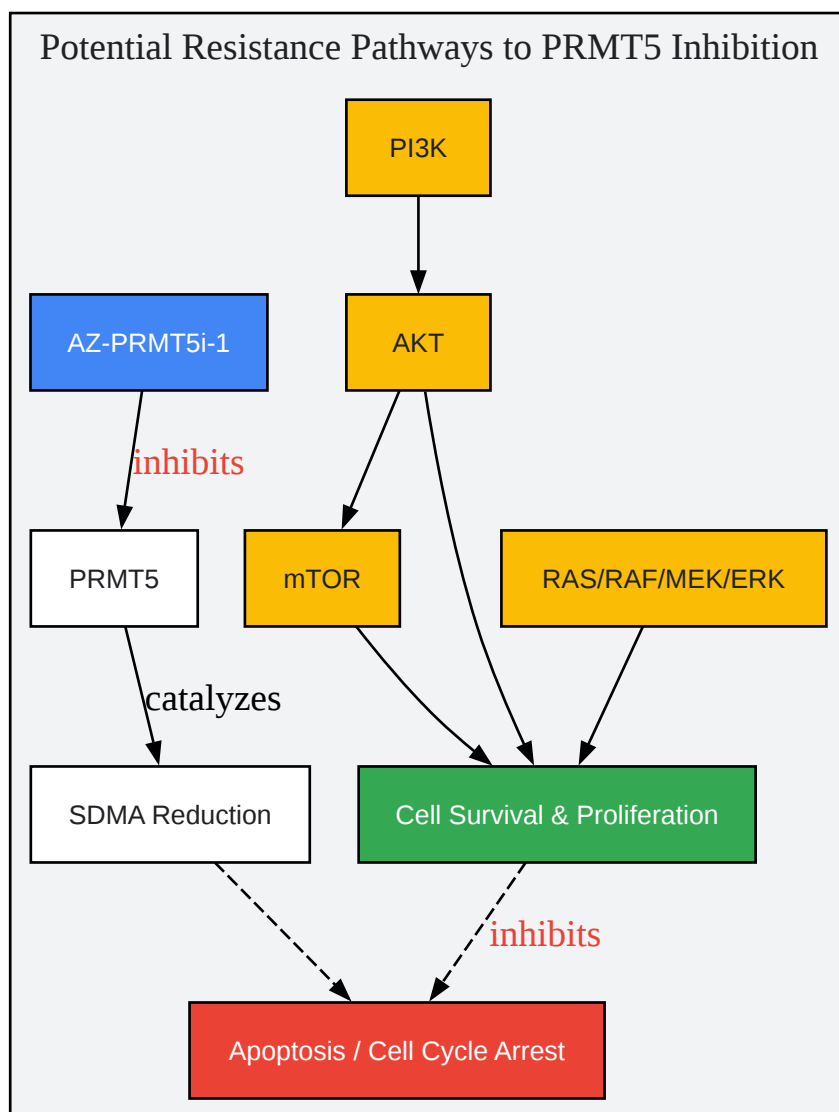 Potential Resistance Pathways to PRMT5 Inhibition
PI3K
AZ-PRMT5i-1
AKT
inhibits
PRMT5
mTOR
RAS/RAF/MEK/ERK
catalyzes
SDMA Reduction
Cell Survival & Proliferation
inhibits
Apoptosis / Cell Cycle Arrest